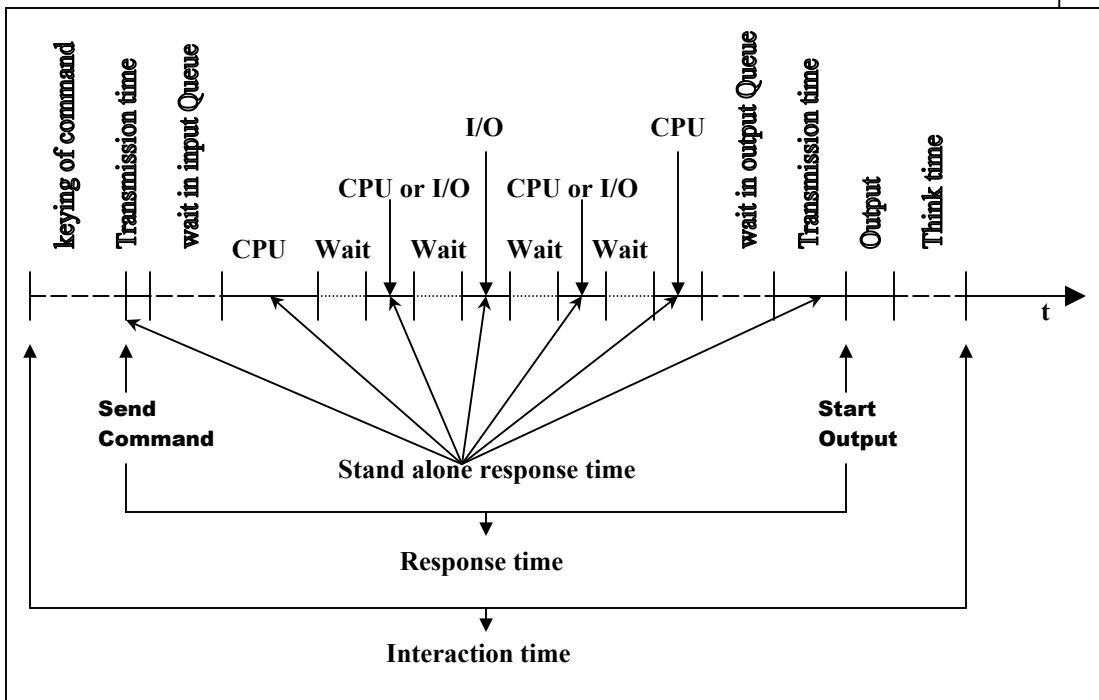 keying of command
Transmission time
wait in input Queue
wait in output Queue
Transmission time
Output
Think time
I/O
CPU
CPU or I/O
CPU or I/O
CPU
Wait
Wait
Wait
Wait
t
Send
Command
Start
Output
Stand alone response time
Response time
Interaction time